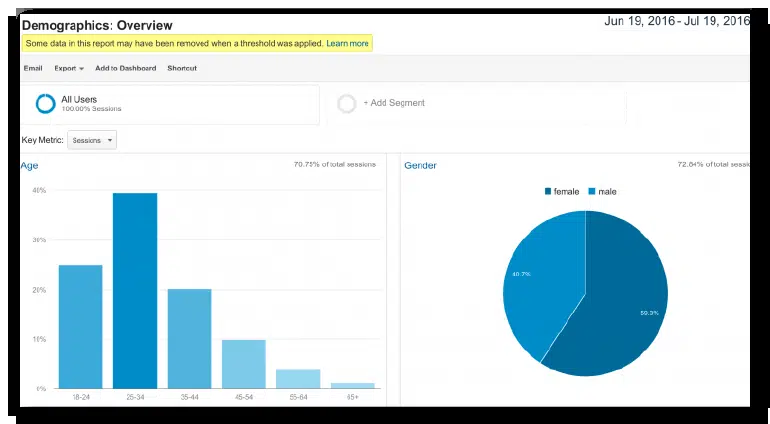 Demographics: Overview
Jun 19, 2016 - Jul 19, 2016
Some data in this report may have been removed when a threshold was applied. Learn more
Email Export Add to Dashboard Shortcut
All Users
100.00% Sessions
+ Add Segment
Key Metric: Sessions
Age
70.75% of total sessions
Gender
72.84% of total sessi
female male
40%
30%
20%
10%
0%
18-24 25-34 35-44 45-54 55-64 65+
40.7%
59.3%